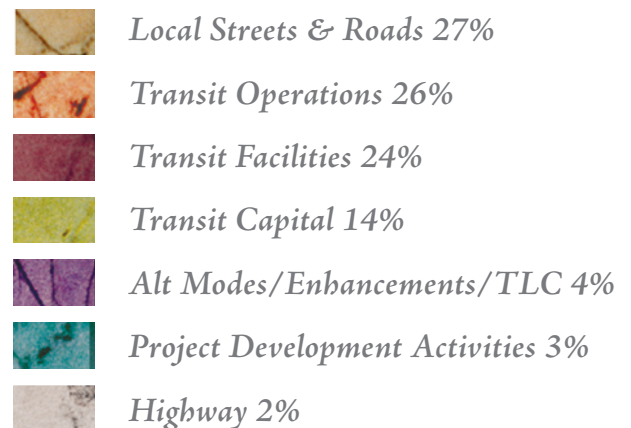 Local Streets & Roads 27%
Transit Operations 26%
Transit Facilities 24%
Transit Capital 14%
Alt Modes/Enhancements/TLC 4%
Project Development Activities 3%
Highway 2%